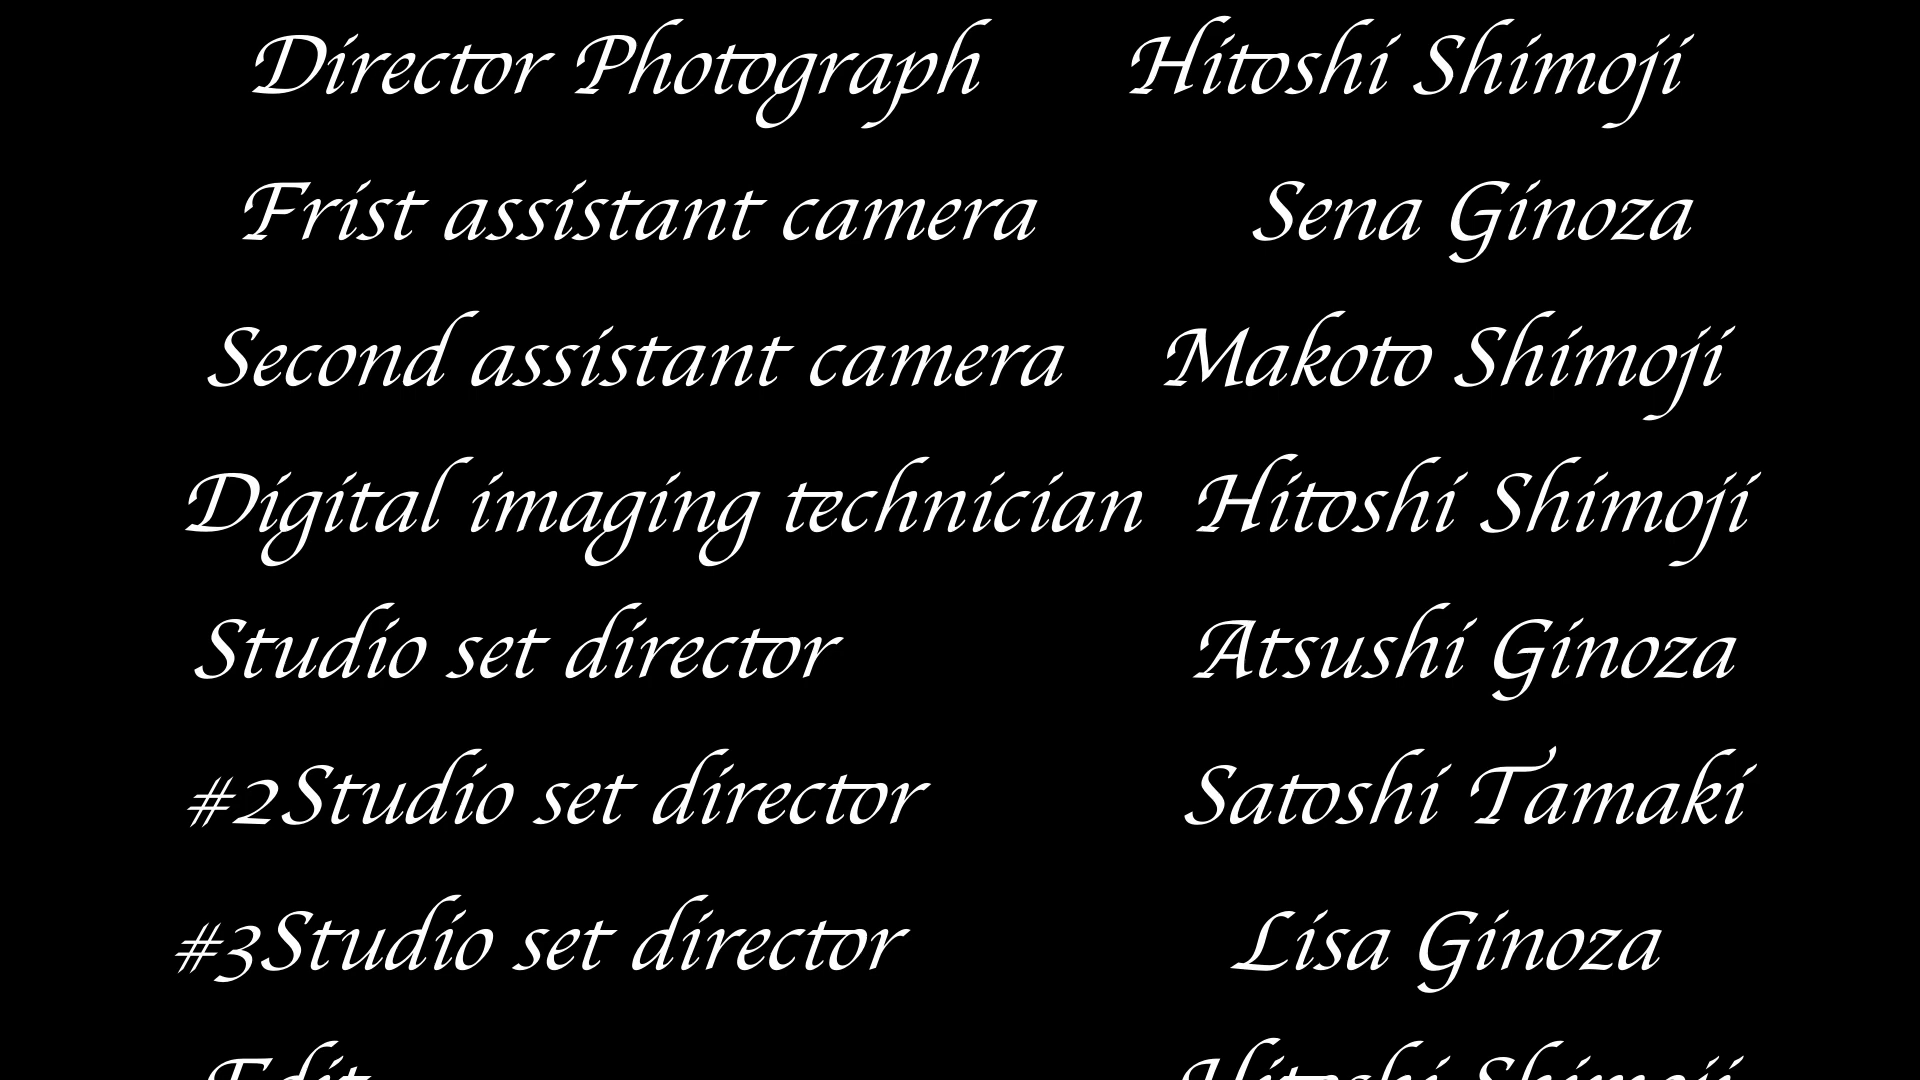 Director Photograph Hitoshi Shimoji
Frist assistant camera Sena Ginoza
Second assistant camera Makoto Shimoji
Digital imaging technician Hitoshi Shimoji
Studio set director Atsushi Ginoza
#2Studio set director Satoshi Tamaki
#3Studio set director Lisa Ginoza
Edit Hitoshi Shimoji